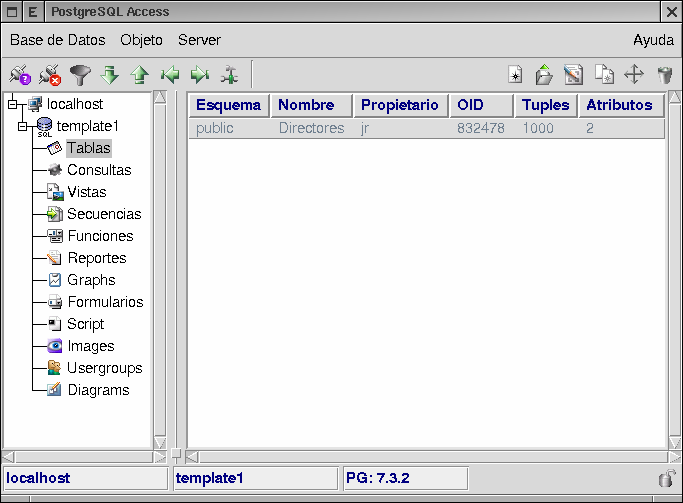 E PostgreSQL Access
Base de Datos Objeto Server Ayuda
localhost
template1
SQL
Tablas
Consultas
Vistas
Secuencias
Funciones
Reportes
Graphs
Formularios
Script
Images
Usergroups
Diagrams
Esquema Nombre Propietario OID Tuples Atributos
public Directores jr 832478 1000 2
localhost template1 PG: 7.3.2